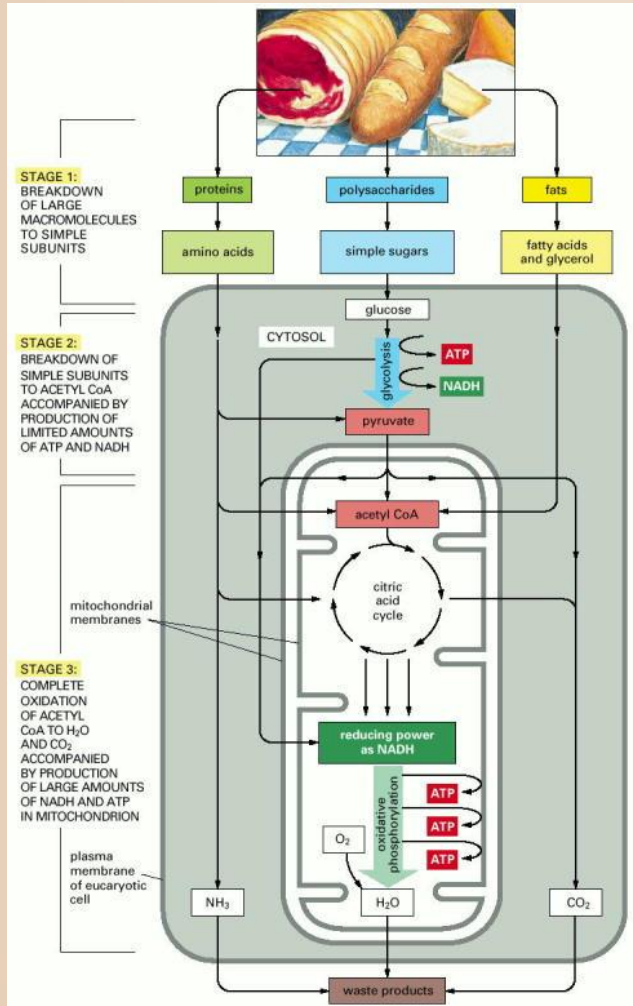 STAGE 1:
BREAKDOWN
OF LARGE
MACROMOLECULES
TO SIMPLE
SUBUNITS
proteins
polysaccharides
fats
amino acids
simple sugars
fatty acids
and glycerol
STAGE 2:
BREAKDOWN OF
SIMPLE SUBUNITS
TO ACETYL CoA
ACCOMPANIED BY
PRODUCTION OF
LIMITED AMOUNTS
OF ATP AND NADH
glucose
CYTOSOL
glycolysis
ATP
NADH
pyruvate
acetyl CoA
citric
acid
cycle
mitochondrial
membranes
STAGE 3:
COMPLETE
OXIDATION
OF ACETYL
CoA TO H₂O
AND CO₂
ACCOMPANIED
BY PRODUCTION
OF LARGE AMOUNTS
OF NADH AND ATP
IN MITOCHONDRION
reducing power
as NADH
oxidative
phosphorylation
ATP
ATP
ATP
O₂
plasma
membrane
of eucaryotic
cell
NH₃
H₂O
CO₂
waste products